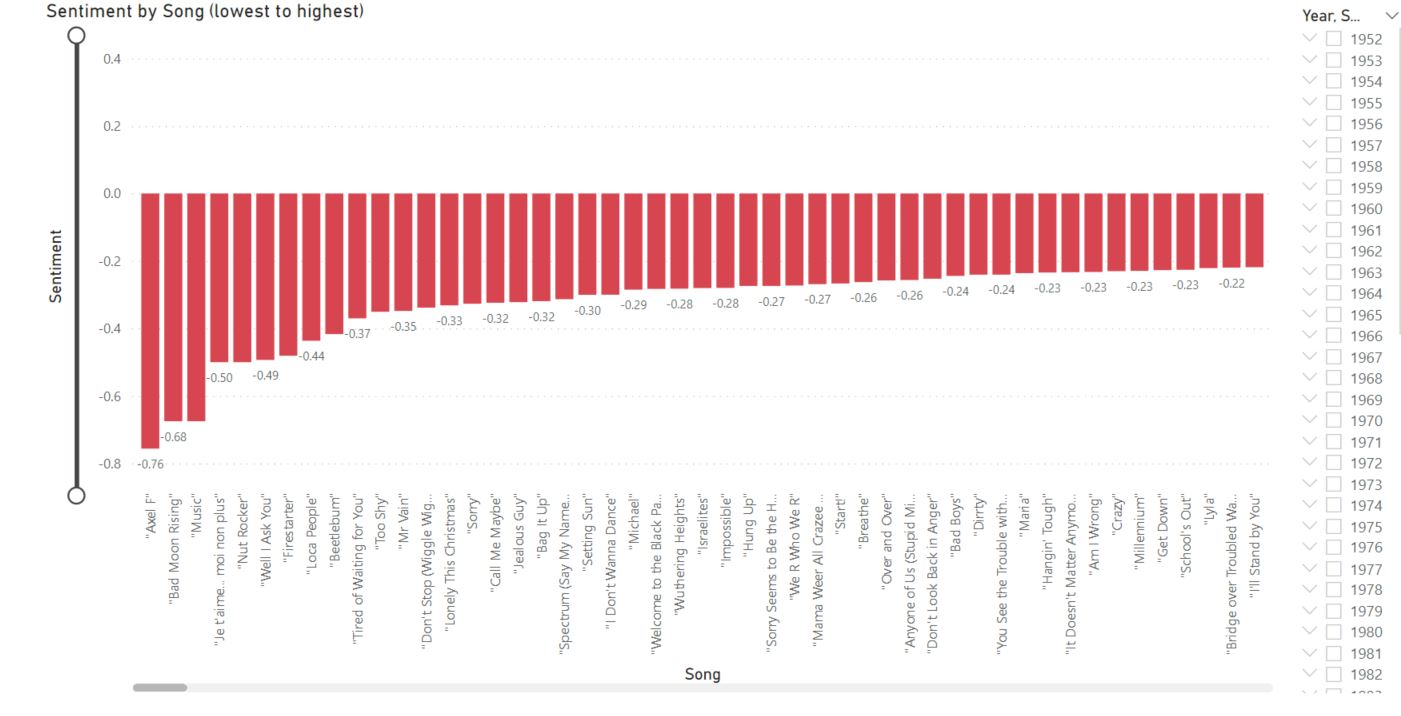 Sentiment by Song (lowest to highest)
Year, S...
0.4
0.2
0.0
-0.2
-0.4
-0.6
-0.8
Sentiment
-0.76
-0.68
-0.50
-0.49
-0.44
-0.37
-0.35
-0.33
-0.32
-0.32
-0.30
-0.29
-0.28
-0.28
-0.27
-0.27
-0.26
-0.26
-0.24
-0.24
-0.23
-0.23
-0.23
-0.23
-0.22
"Axel F"
"Bad Moon Rising"
"Music"
"Je t'aime... moi non plus"
"Nut Rocker"
"Well I Ask You"
"Firestarter"
"Loca People"
"Beetlebum"
"Tired of Waiting for You"
"Too Shy"
"Mr Vain"
"Don't Stop (Wiggle Wig...
"Lonely This Christmas"
"Sorry"
"Call Me Maybe"
"Jealous Guy"
"Bag It Up"
"Spectrum (Say My Name...
"Setting Sun"
"I Don't Wanna Dance"
"Michael"
"Welcome to the Black Pa...
"Wuthering Heights"
"Israelites"
"Impossible"
"Hung Up"
"Sorry Seems to Be the H...
"We R Who We R"
"Mama Weer All Crazee ...
"Start!"
"Breathe"
"Over and Over"
"Anyone of Us (Stupid Mi...
"Don't Look Back in Anger"
"Bad Boys"
"Dirrty"
"You See the Trouble with...
"Maria"
"Hangin' Tough"
"It Doesn't Matter Anymo...
"Am I Wrong"
"Crazy"
"Millennium"
"Get Down"
"School's Out"
"Lyla"
"Bridge over Troubled Wa...
"I'll Stand by You"
Song
1952
1953
1954
1955
1956
1957
1958
1959
1960
1961
1962
1963
1964
1965
1966
1967
1968
1969
1970
1971
1972
1973
1974
1975
1976
1977
1978
1979
1980
1981
1982